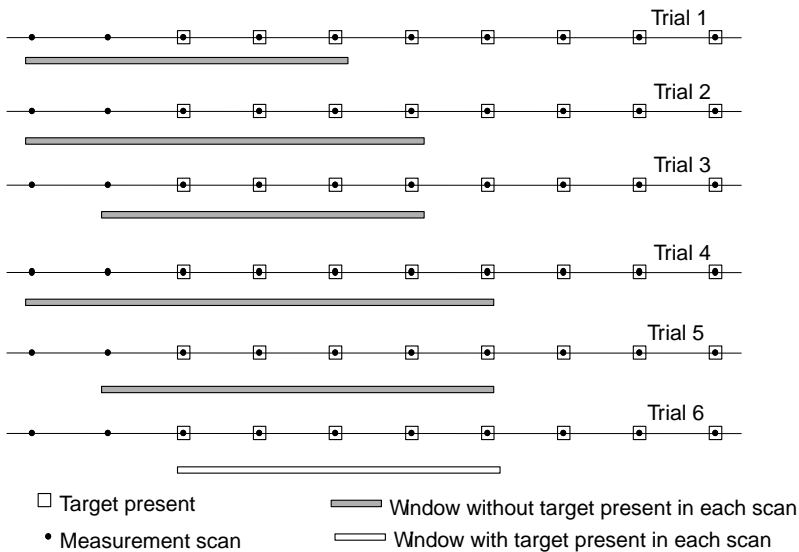 Trial 1
Trial 2
Trial 3
Trial 4
Trial 5
Trial 6
Target present
Window without target present in each scan
Measurement scan
Window with target present in each scan